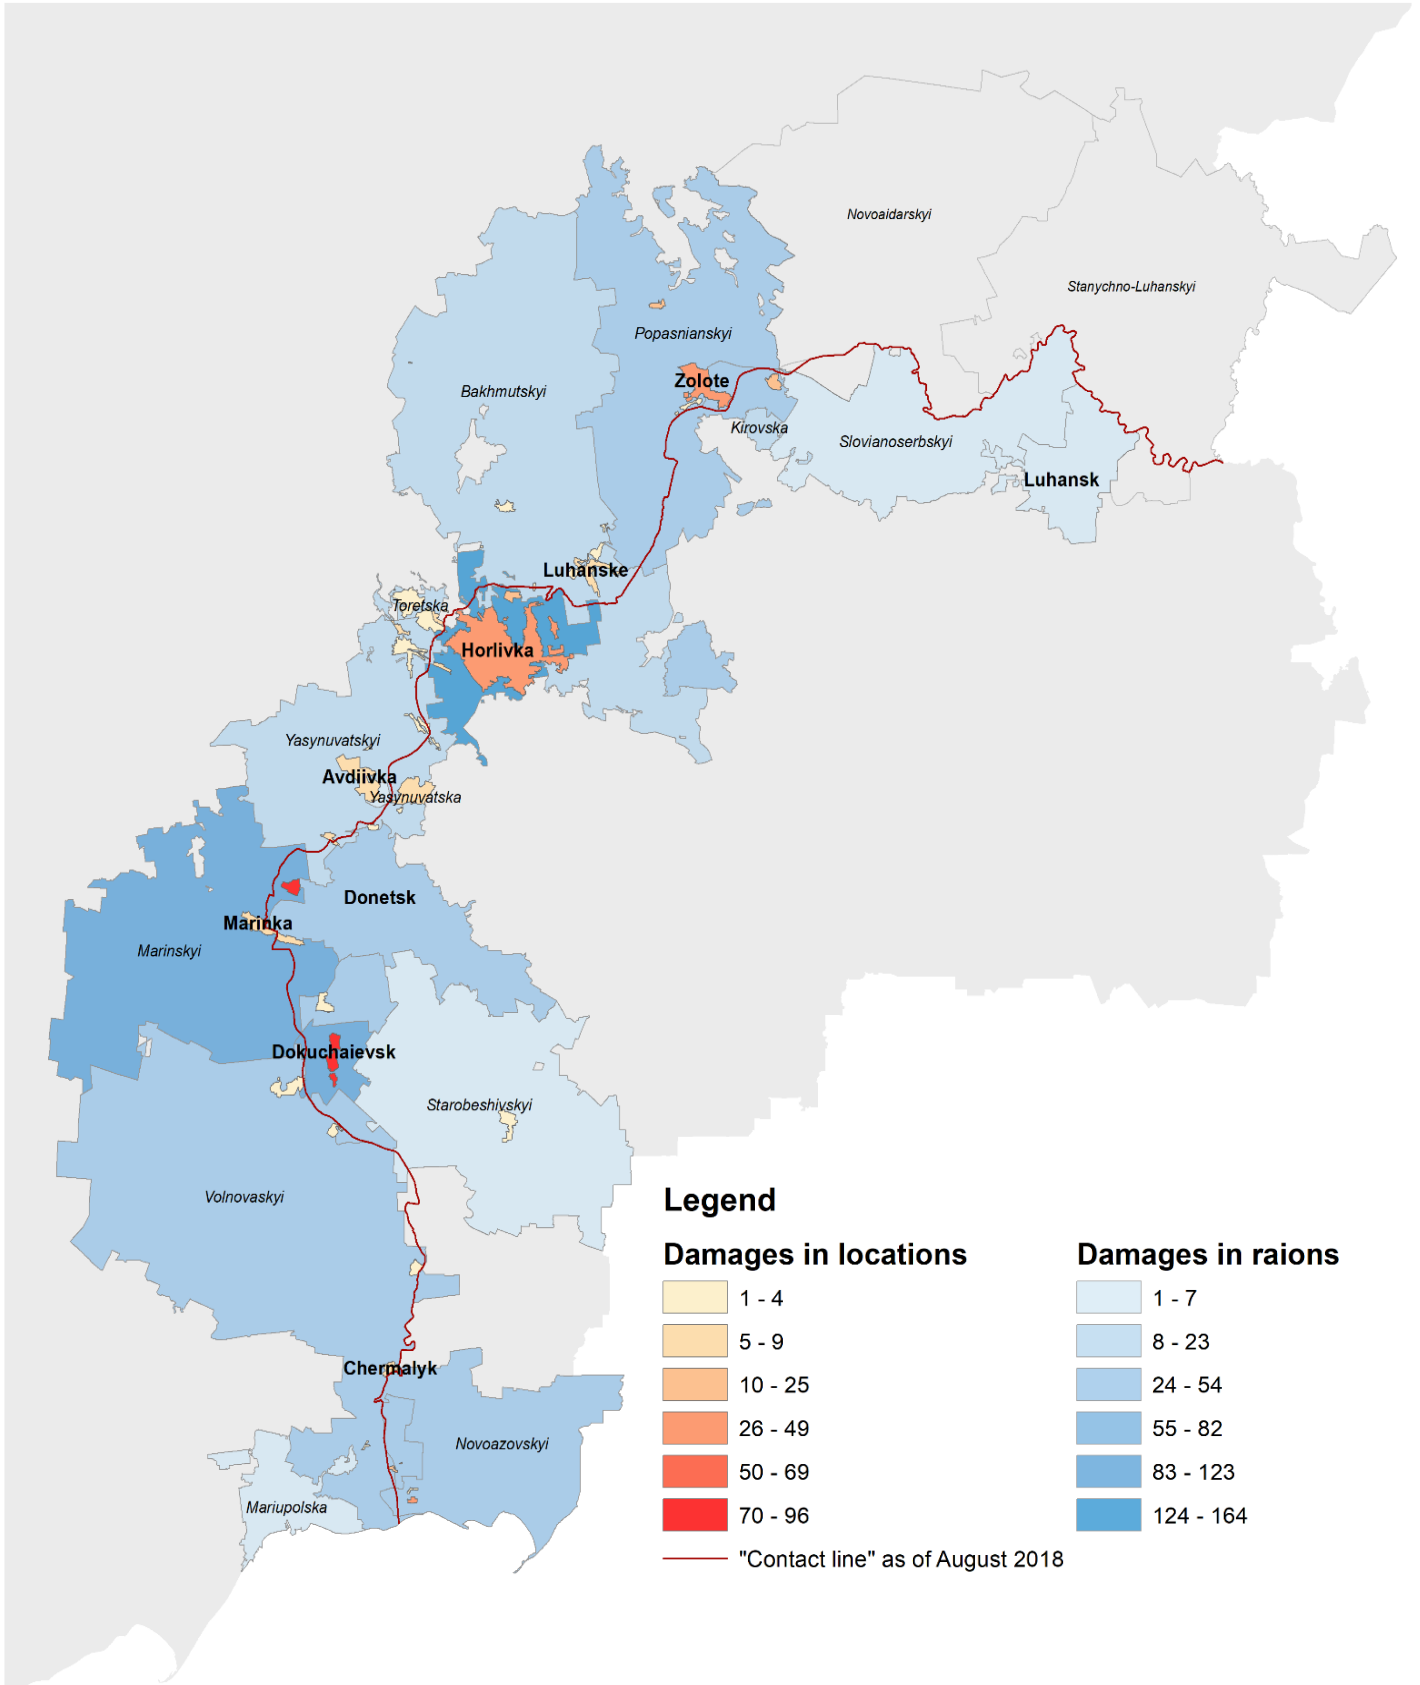 Novoaidarskyi
Stanychno-Luhanskyi
Popasnianskyi
Zolote
Bakhmutskyi
Kirovska
Slovianoserbskyi
Luhansk
Luhanske
Toretska
Horlivka
Yasynuvatskyi
Avdiivka
Yasynuvatska
Donetsk
Marinka
Marinskyi
Dokuchaievsk
Starobeshivskyi
Volnovaskyi
Chermalyk
Novoazovskyi
Mariupolska
Legend
Damages in locations
1 - 4
5 - 9
10 - 25
26 - 49
50 - 69
70 - 96
"Contact line" as of August 2018
Damages in raions
1 - 7
8 - 23
24 - 54
55 - 82
83 - 123
124 - 164